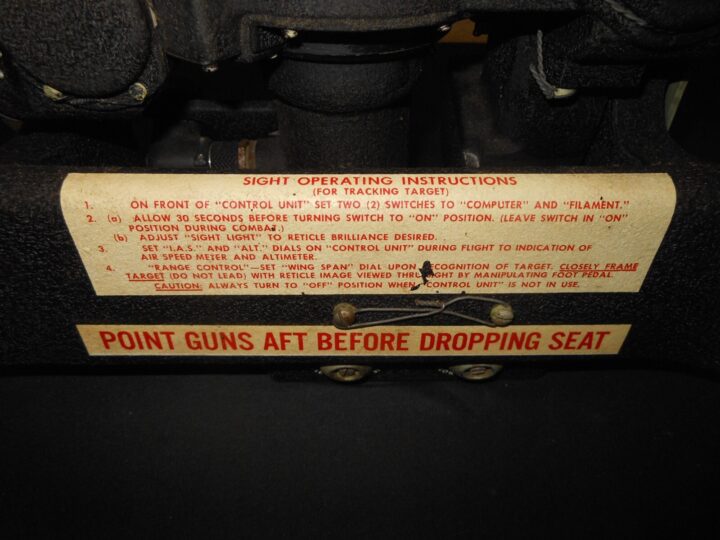 SIGHT OPERATING INSTRUCTIONS
(FOR TRACKING TARGET)
1. ON FRONT OF "CONTROL UNIT" SET TWO (2) SWITCHES TO "COMPUTER" AND "FILAMENT."
2. (a) ALLOW 30 SECONDS BEFORE TURNING SWITCH TO "ON" POSITION. (LEAVE SWITCH IN "ON"
POSITION DURING COMBAT.)
(b) ADJUST "SIGHT LIGHT" TO RETICLE BRILLIANCE DESIRED.
3. SET "I.A.S." AND "ALT." DIALS ON "CONTROL UNIT" DURING FLIGHT TO INDICATION OF
AIR SPEED METER AND ALTIMETER.
4. "RANGE CONTROL"—SET "WING SPAN" DIAL UPON RECOGNITION OF TARGET. CLOSELY FRAME
TARGET (DO NOT LEAD) WITH RETICLE IMAGE VIEWED THROUGHT BY MANIPULATING FOOT PEDAL.
CAUTION: ALWAYS TURN TO "OFF" POSITION WHEN "CONTROL UNIT" IS NOT IN USE.
POINT GUNS AFT BEFORE DROPPING SEAT